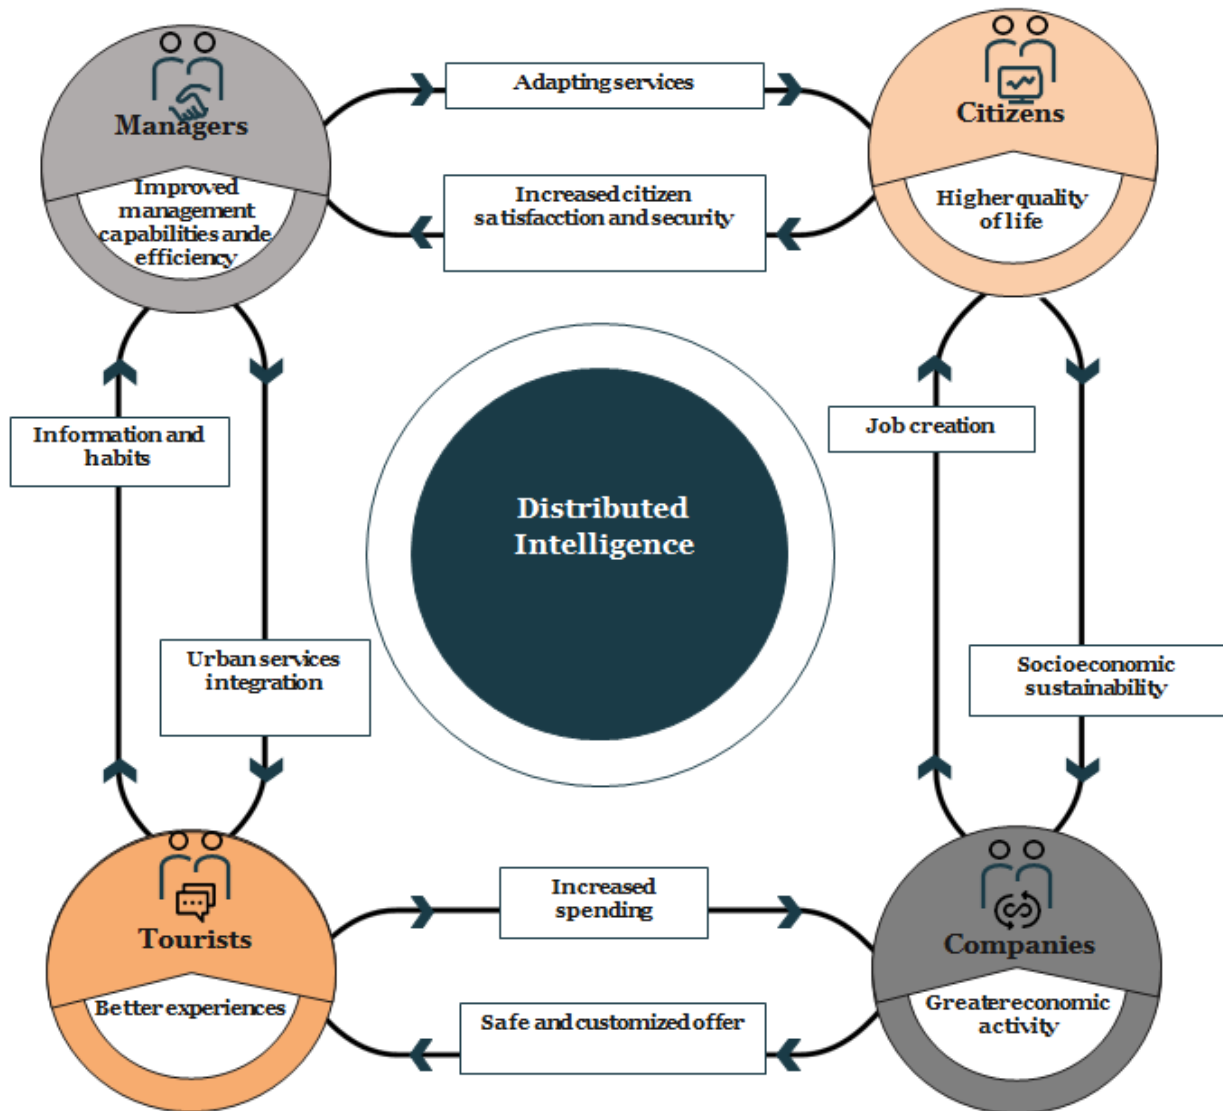 Managers
Improved
management
capabilities ande
efficiency
Adapting services
Increased citizen
satisfacction and security
Citizens
Higher quality
of life
Information and
habits
Urban services
integration
Distributed
Intelligence
Job creation
Socioeconomic
sustainability
Tourists
Better experiences
Increased
spending
Safe and customized offer
Companies
Greater economic
activity